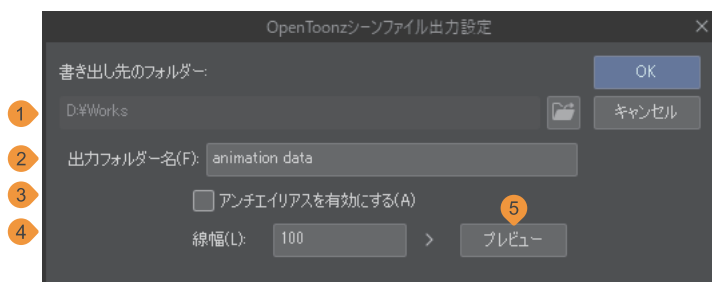 OpenToonzシーンファイル出力設定 ×
書き出し先のフォルダー:
OK
1
D:¥Works
キャンセル
2
出力フォルダー名(F): animation data
3
アンチエイリアスを有効にする(A)
5
4
線幅(L): 100 > プレビュー